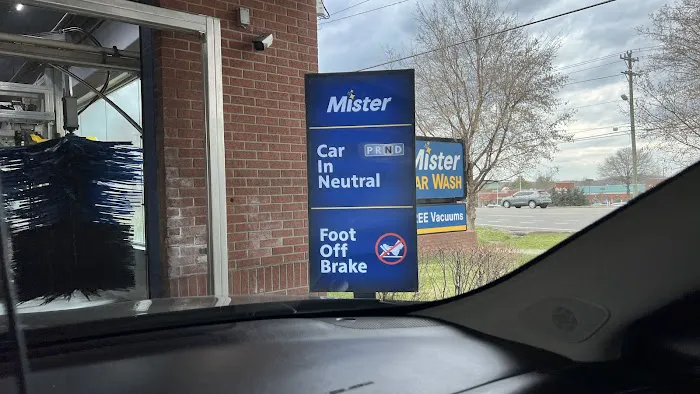 Mister
Car PRND
In
Neutral
Foot
Off
Brake
Mister
AR WASH
EE Vacuums